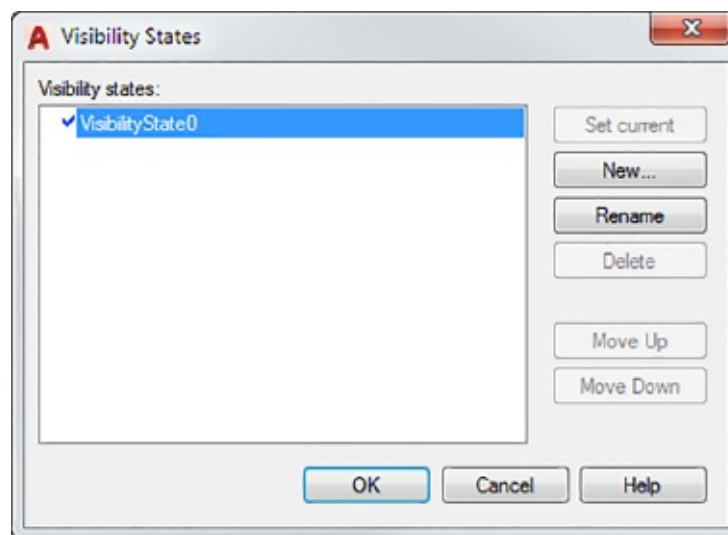 A Visibility States
Visibility states:
VisibilityState0
Set current
New...
Rename
Delete
Move Up
Move Down
OK
Cancel
Help